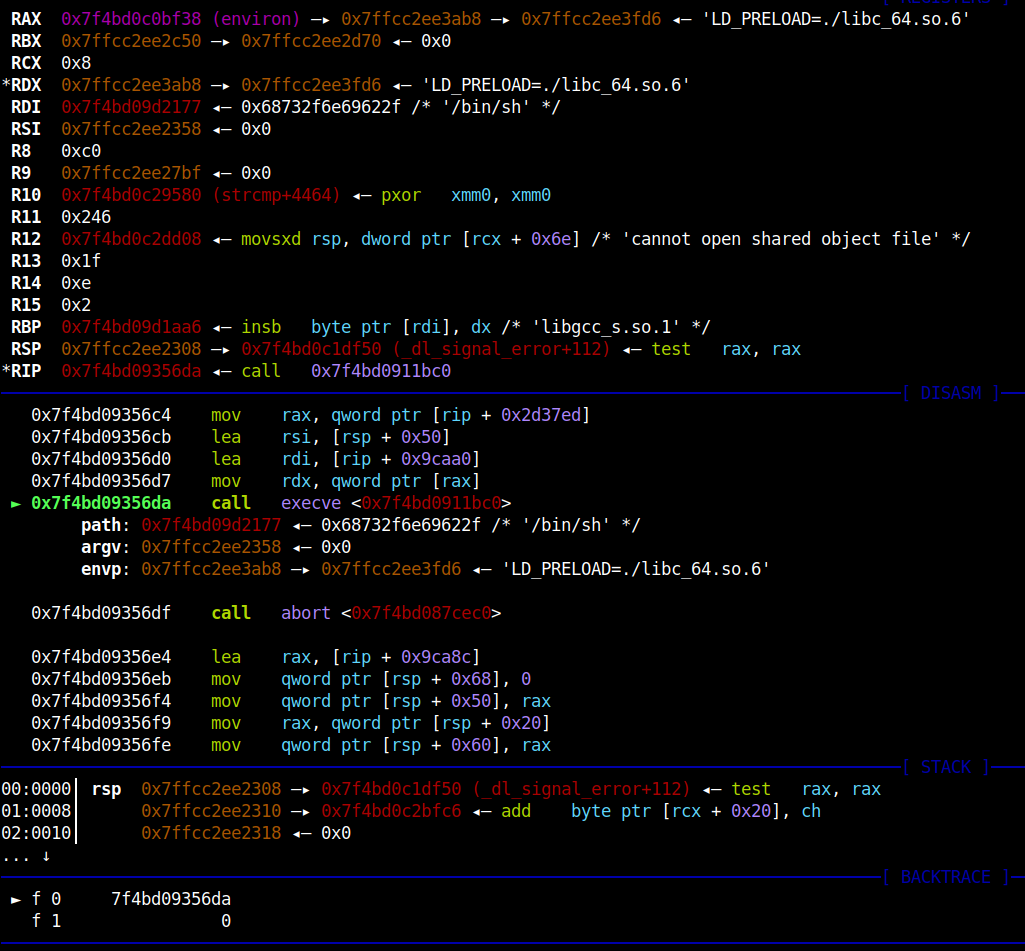 [ REGISTERS ]
RAX  0x7f4bd0c0bf38 (environ) —▸ 0x7ffcc2ee3ab8 —▸ 0x7ffcc2ee3fd6 ◂— 'LD_PRELOAD=./libc_64.so.6'
RBX  0x7ffcc2ee2c50 —▸ 0x7ffcc2ee2d70 ◂— 0x0
RCX  0x8
*RDX  0x7ffcc2ee3ab8 —▸ 0x7ffcc2ee3fd6 ◂— 'LD_PRELOAD=./libc_64.so.6'
RDI  0x7f4bd09d2177 ◂— 0x68732f6e69622f /* '/bin/sh' */
RSI  0x7ffcc2ee2358 ◂— 0x0
R8   0xc0
R9   0x7ffcc2ee27bf ◂— 0x0
R10  0x7f4bd0c29580 (strcmp+4464) ◂— pxor   xmm0, xmm0
R11  0x246
R12  0x7f4bd0c2dd08 ◂— movsxd rsp, dword ptr [rcx + 0x6e] /* 'cannot open shared object file' */
R13  0x1f
R14  0xe
R15  0x2
RBP  0x7f4bd09d1aa6 ◂— insb   byte ptr [rdi], dx /* 'libgcc_s.so.1' */
RSP  0x7ffcc2ee2308 —▸ 0x7f4bd0c1df50 (_dl_signal_error+112) ◂— test   rax, rax
*RIP  0x7f4bd09356da ◂— call   0x7f4bd0911bc0
[ DISASM ]
0x7f4bd09356c4    mov    rax, qword ptr [rip + 0x2d37ed]
0x7f4bd09356cb    lea    rsi, [rsp + 0x50]
0x7f4bd09356d0    lea    rdi, [rip + 0x9caa0]
0x7f4bd09356d7    mov    rdx, qword ptr [rax]
► 0x7f4bd09356da    call   execve <0x7f4bd0911bc0>
path: 0x7f4bd09d2177 ◂— 0x68732f6e69622f /* '/bin/sh' */
argv: 0x7ffcc2ee2358 ◂— 0x0
envp: 0x7ffcc2ee3ab8 —▸ 0x7ffcc2ee3fd6 ◂— 'LD_PRELOAD=./libc_64.so.6'
0x7f4bd09356df    call   abort <0x7f4bd087cec0>
0x7f4bd09356e4    lea    rax, [rip + 0x9ca8c]
0x7f4bd09356eb    mov    qword ptr [rsp + 0x68], 0
0x7f4bd09356f4    mov    qword ptr [rsp + 0x50], rax
0x7f4bd09356f9    mov    rax, qword ptr [rsp + 0x20]
0x7f4bd09356fe    mov    qword ptr [rsp + 0x60], rax
[ STACK ]
00:0000│ rsp  0x7ffcc2ee2308 —▸ 0x7f4bd0c1df50 (_dl_signal_error+112) ◂— test   rax, rax
01:0008│      0x7ffcc2ee2310 —▸ 0x7f4bd0c2bfc6 ◂— add    byte ptr [rcx + 0x20], ch
02:0010│      0x7ffcc2ee2318 ◂— 0x0
... ↓
[ BACKTRACE ]
► f 0     7f4bd09356da
f 1                0